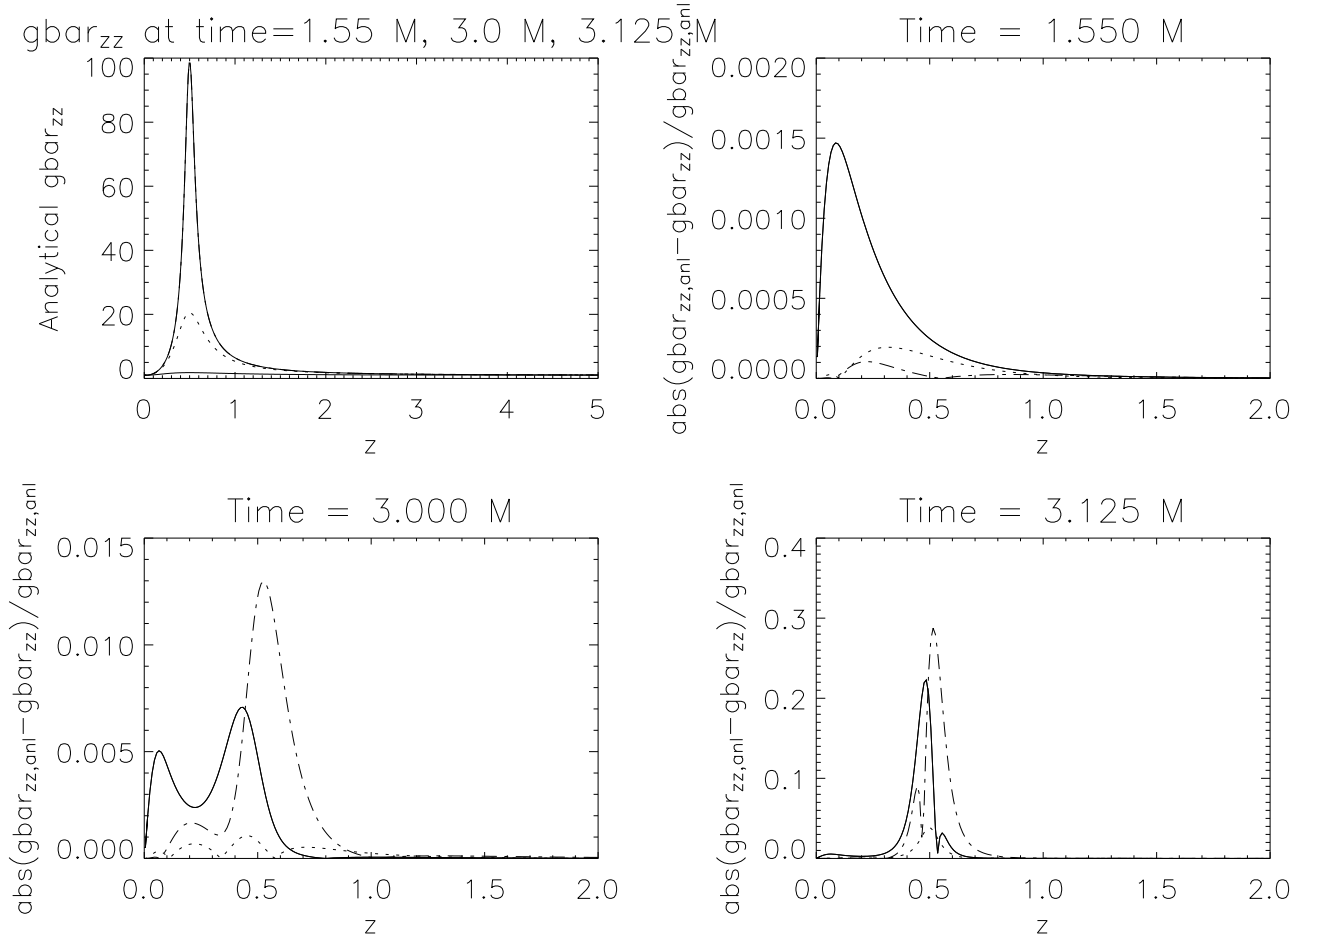 gbar_zz at time=1.55 M, 3.0 M, 3.125 M
Analytical gbar_zz
100
80
60
40
20
0
0 1 2 3 4 5
z
Time = 1.550 M
abs(gbar_zz,anl-gbar_zz)/gbar_zz,anl
0.0020
0.0015
0.0010
0.0005
0.0000
0.0 0.5 1.0 1.5 2.0
z
Time = 3.000 M
abs(gbar_zz,anl-gbar_zz)/gbar_zz,anl
0.015
0.010
0.005
0.000
0.0 0.5 1.0 1.5 2.0
z
Time = 3.125 M
abs(gbar_zz,anl-gbar_zz)/gbar_zz,anl
0.4
0.3
0.2
0.1
0.0
0.0 0.5 1.0 1.5 2.0
z